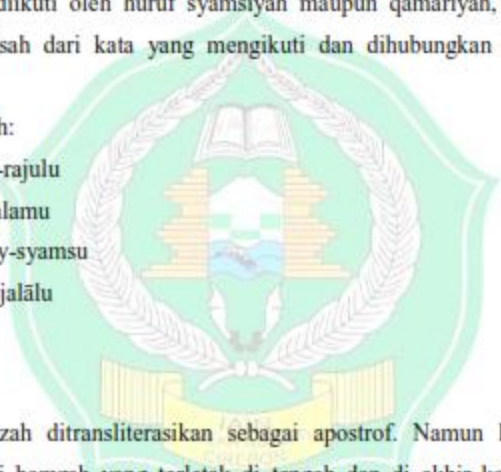 diikuti oleh huruf syamsiyah maupun qamariyah,
sah dari kata yang mengikuti dan dihubungkan
h:
-rajulu
alamu
y-syamsu
jalālu
zah ditransliterasikan sebagai apostrof. Namun
hamzah yang terletak di tengah dan di akhir